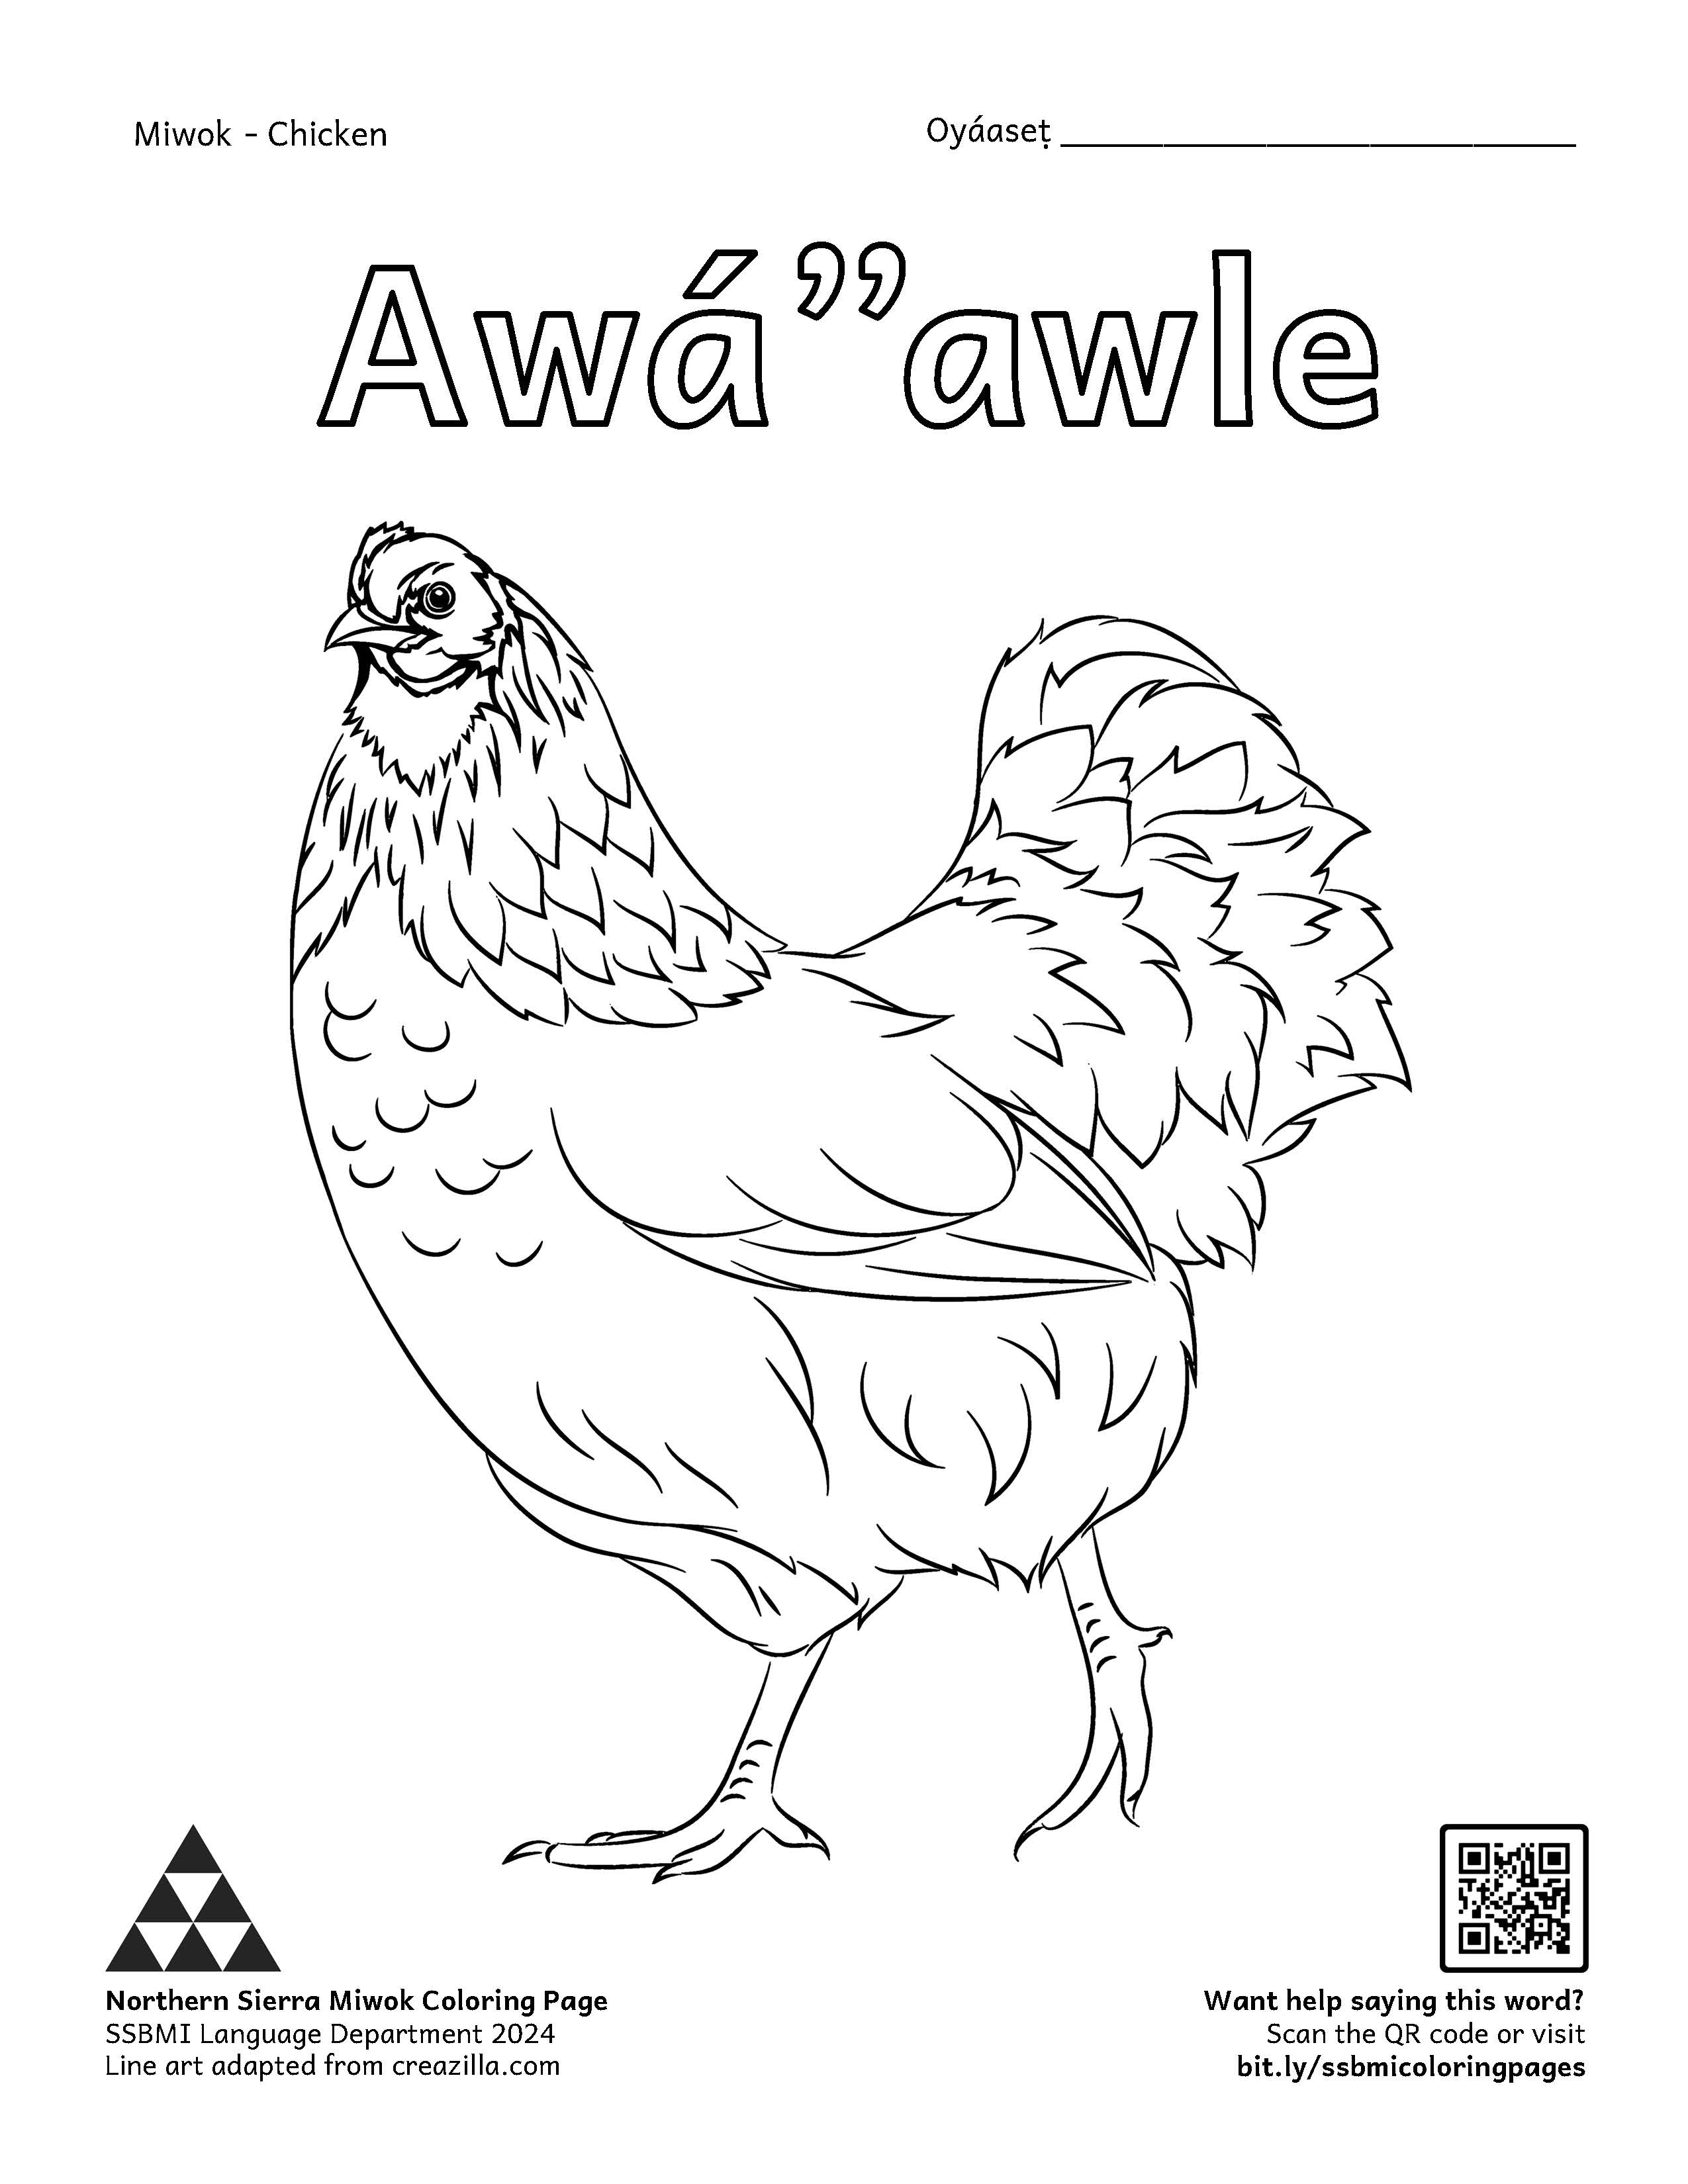 Miwok - Chicken
Oyáaseṭ
Awá’’awle
Northern Sierra Miwok Coloring Page
SSBMI Language Department 2024
Line art adapted from creazilla.com
Want help saying this word?
Scan the QR code or visit
bit.ly/ssbmicoloringpages